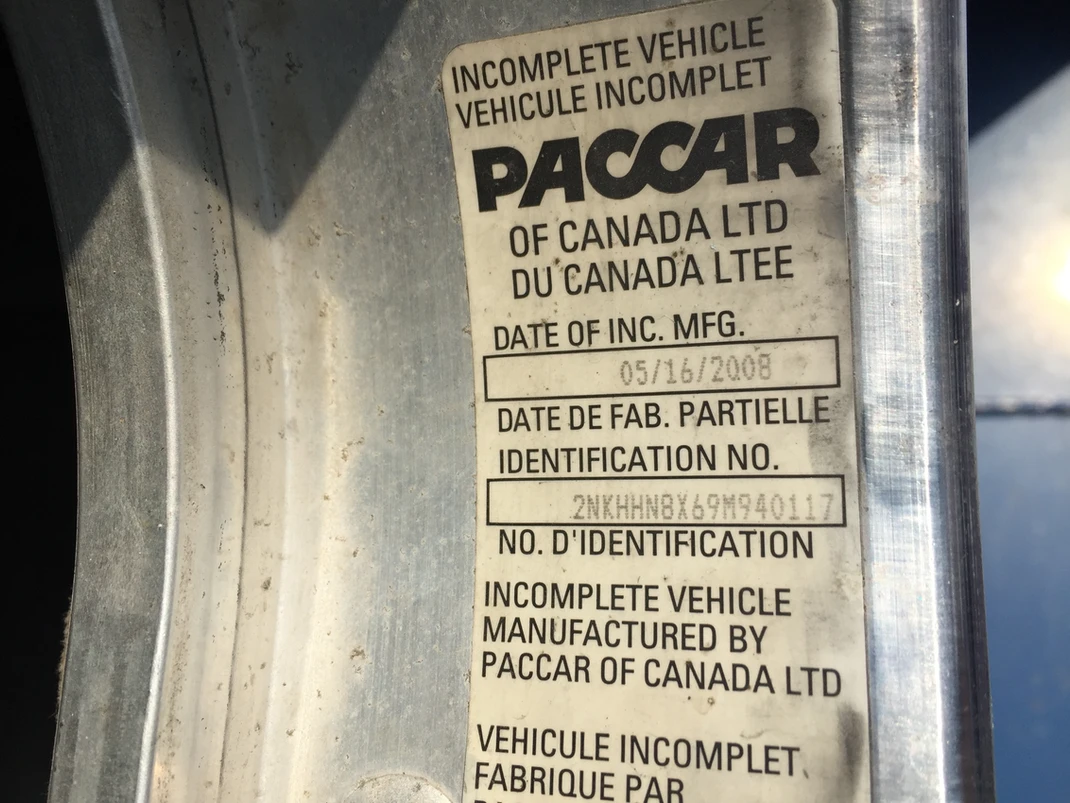 INCOMPLETE VEHICLE
VEHICULE INCOMPLET
PACCAR
OF CANADA LTD
DU CANADA LTEE
DATE OF INC. MFG.
05/16/2008
DATE DE FAB. PARTIELLE
IDENTIFICATION NO.
2NKHHN8X69M940117
NO. D'IDENTIFICATION
INCOMPLETE VEHICLE
MANUFACTURED BY
PACCAR OF CANADA LTD
VEHICULE INCOMPLET
FABRIQUE PAR